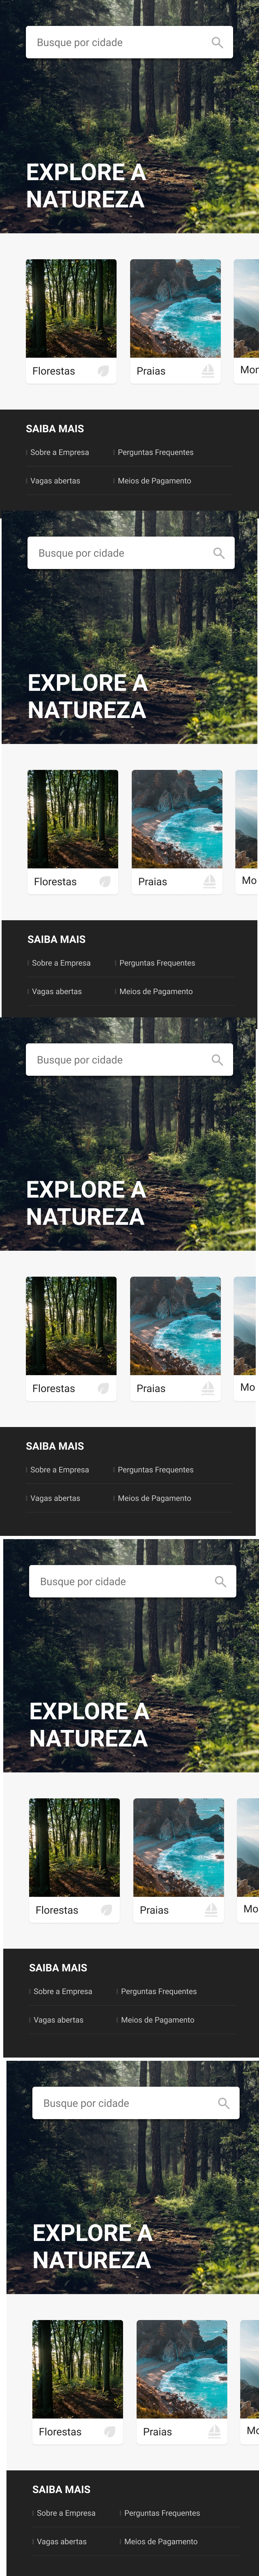 Busque por cidade
EXPLORE A
NATUREZA
Florestas
Praias
Mor
SAIBA MAIS
Sobre a Empresa
Perguntas Frequentes
Vagas abertas
Meios de Pagamento
Busque por cidade
EXPLORE A
NATUREZA
Florestas
Praias
Mo
SAIBA MAIS
Sobre a Empresa
Perguntas Frequentes
Vagas abertas
Meios de Pagamento
Busque por cidade
EXPLORE A
NATUREZA
Florestas
Praias
Mo
SAIBA MAIS
Sobre a Empresa
Perguntas Frequentes
Vagas abertas
Meios de Pagamento
Busque por cidade
EXPLORE A
NATUREZA
Florestas
Praias
Mo
SAIBA MAIS
Sobre a Empresa
Perguntas Frequentes
Vagas abertas
Meios de Pagamento
Busque por cidade
EXPLORE A
NATUREZA
Florestas
Praias
Mo
SAIBA MAIS
Sobre a Empresa
Perguntas Frequentes
Vagas abertas
Meios de Pagamento